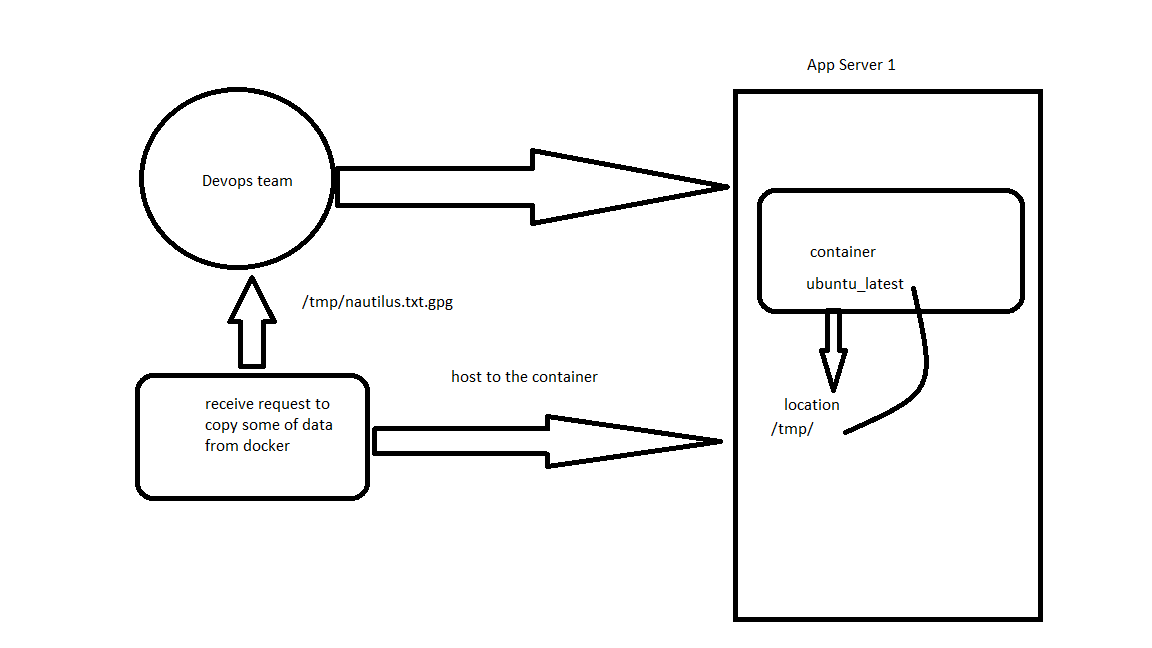 App Server 1
Devops team
container
ubuntu_latest
/tmp/nautilus.txt.gpg
host to the container
receive request to
copy some of data
from docker
location
/tmp/